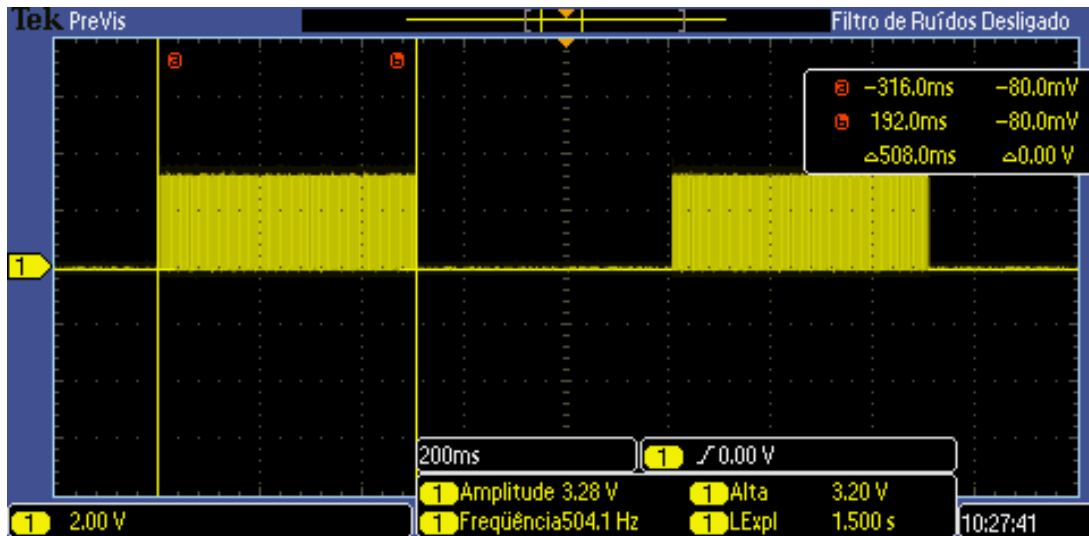 Tek PreVis Filtro de Ruídos Desligado
a b
a -316.0ms -80.0mV
b 192.0ms -80.0mV
△508.0ms △0.00 V
1
200ms 1 0.00 V
1 Amplitude 3.28 V 1 Alta 3.20 V
1 2.00 V 1 Freqüência504.1 Hz 1 LExpl 1.500 s 10:27:41